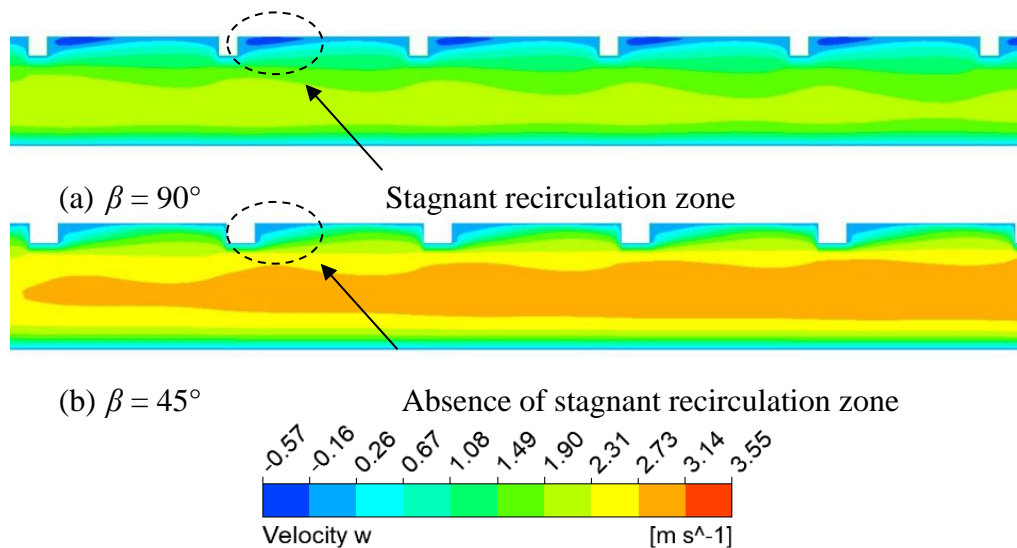 (a) β = 90° Stagnant recirculation zone
(b) β = 45° Absence of stagnant recirculation zone
-0.57 -0.16 0.26 0.67 1.08 1.49 1.90 2.31 2.73 3.14 3.55
Velocity w [m s^-1]